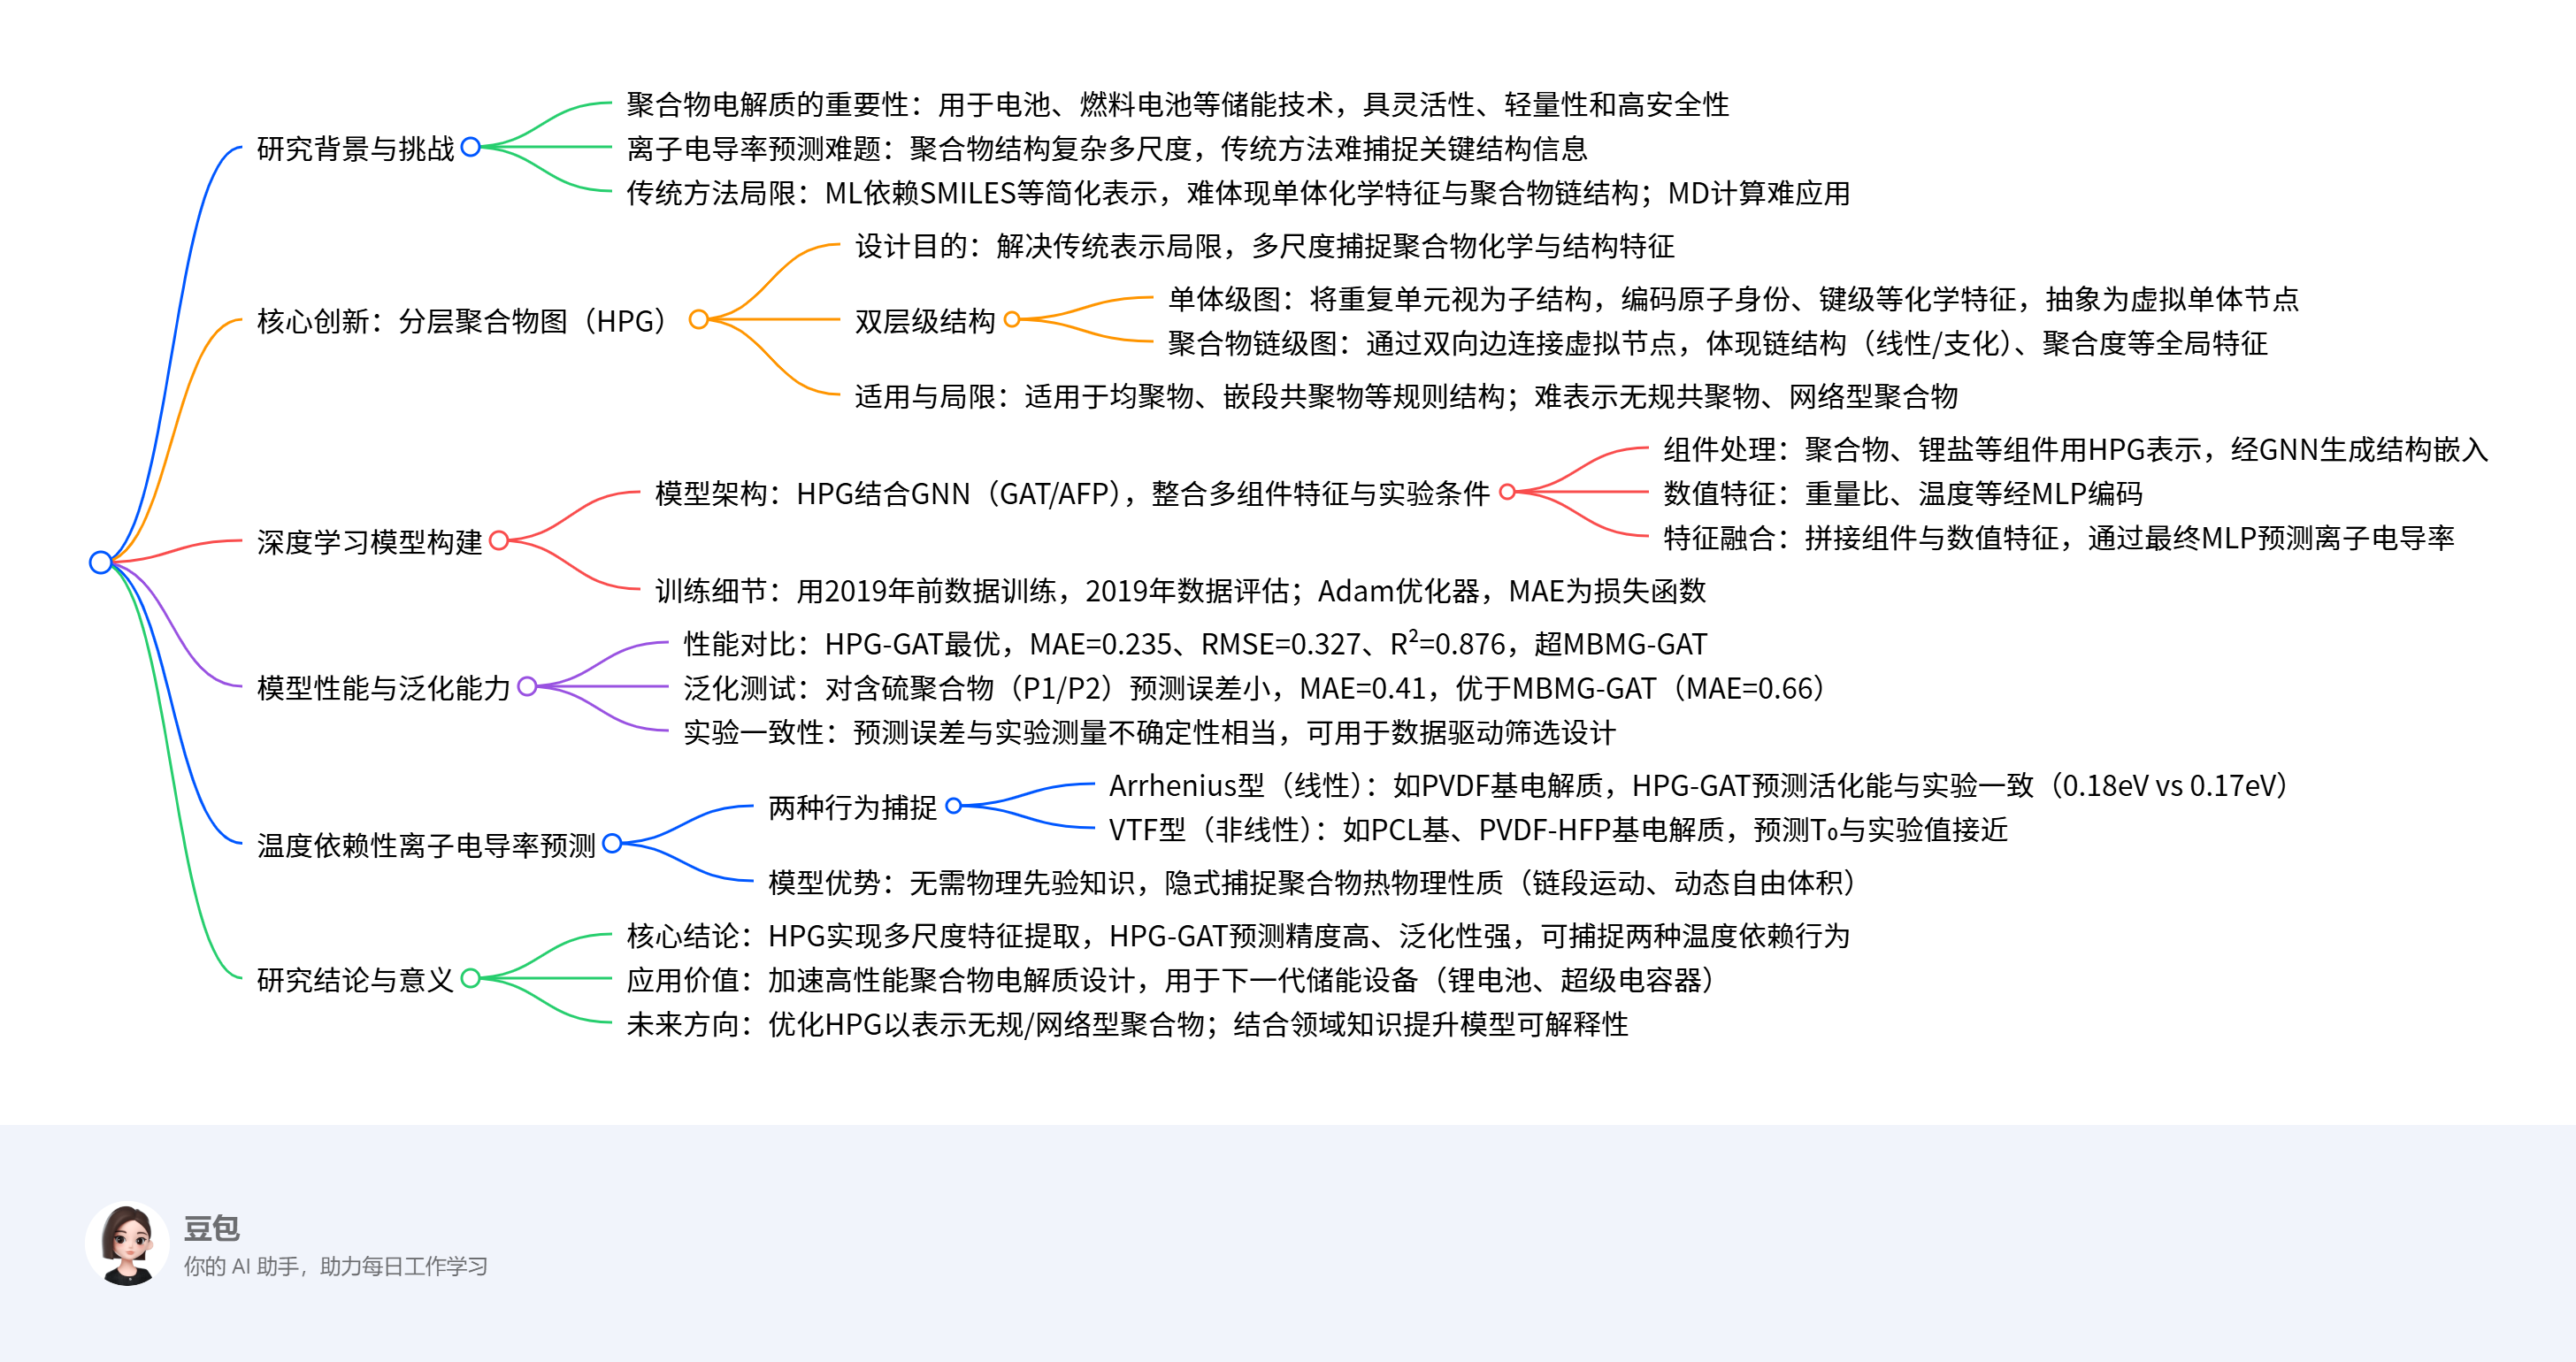 研究背景与挑战
聚合物电解质的重要性：用于电池、燃料电池等储能技术，具灵活性、轻量性和高安全性
离子电导率预测难题：聚合物结构复杂多尺度，传统方法难捕捉关键结构信息
传统方法局限：ML依赖SMILES等简化表示，难体现单体化学特征与聚合物链结构；MD计算难应用
核心创新：分层聚合物图（HPG）
设计目的：解决传统表示局限，多尺度捕捉聚合物化学与结构特征
双层级结构
单体级图：将重复单元视为子结构，编码原子身份、键级等化学特征，抽象为虚拟单体节点
聚合物链级图：通过双向边连接虚拟节点，体现链结构（线性/支化）、聚合度等全局特征
适用与局限：适用于均聚物、嵌段共聚物等规则结构；难表示无规共聚物、网络型聚合物
深度学习模型构建
模型架构：HPG结合GNN（GAT/AFP），整合多组件特征与实验条件
组件处理：聚合物、锂盐等组件用HPG表示，经GNN生成结构嵌入
数值特征：重量比、温度等经MLP编码
特征融合：拼接组件与数值特征，通过最终MLP预测离子电导率
训练细节：用2019年前数据训练，2019年数据评估；Adam优化器，MAE为损失函数
模型性能与泛化能力
性能对比：HPG-GAT最优，MAE=0.235、RMSE=0.327、R²=0.876，超MBMG-GAT
泛化测试：对含硫聚合物（P1/P2）预测误差小，MAE=0.41，优于MBMG-GAT（MAE=0.66）
实验一致性：预测误差与实验测量不确定性相当，可用于数据驱动筛选设计
温度依赖性离子电导率预测
两种行为捕捉
Arrhenius型（线性）：如PVDF基电解质，HPG-GAT预测活化能与实验一致（0.18eV vs 0.17eV）
VTF型（非线性）：如PCL基、PVDF-HFP基电解质，预测T₀与实验值接近
模型优势：无需物理先验知识，隐式捕捉聚合物热物理性质（链段运动、动态自由体积）
研究结论与意义
核心结论：HPG实现多尺度特征提取，HPG-GAT预测精度高、泛化性强，可捕捉两种温度依赖行为
应用价值：加速高性能聚合物电解质设计，用于下一代储能设备（锂电池、超级电容器）
未来方向：优化HPG以表示无规/网络型聚合物；结合领域知识提升模型可解释性
豆包
你的 AI 助手，助力每日工作学习